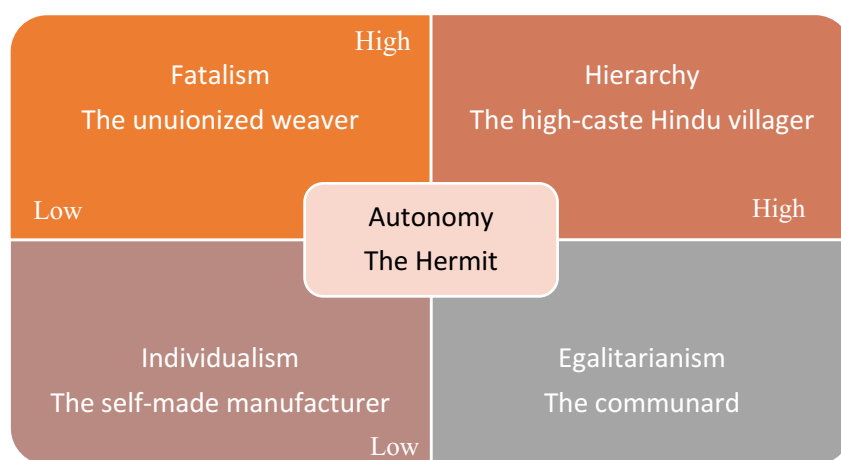 High
Fatalism
The unuionized weaver
Low
Hierarchy
The high-caste Hindu villager
High
Autonomy
The Hermit
Individualism
The self-made manufacturer
Low
Egalitarianism
The communard